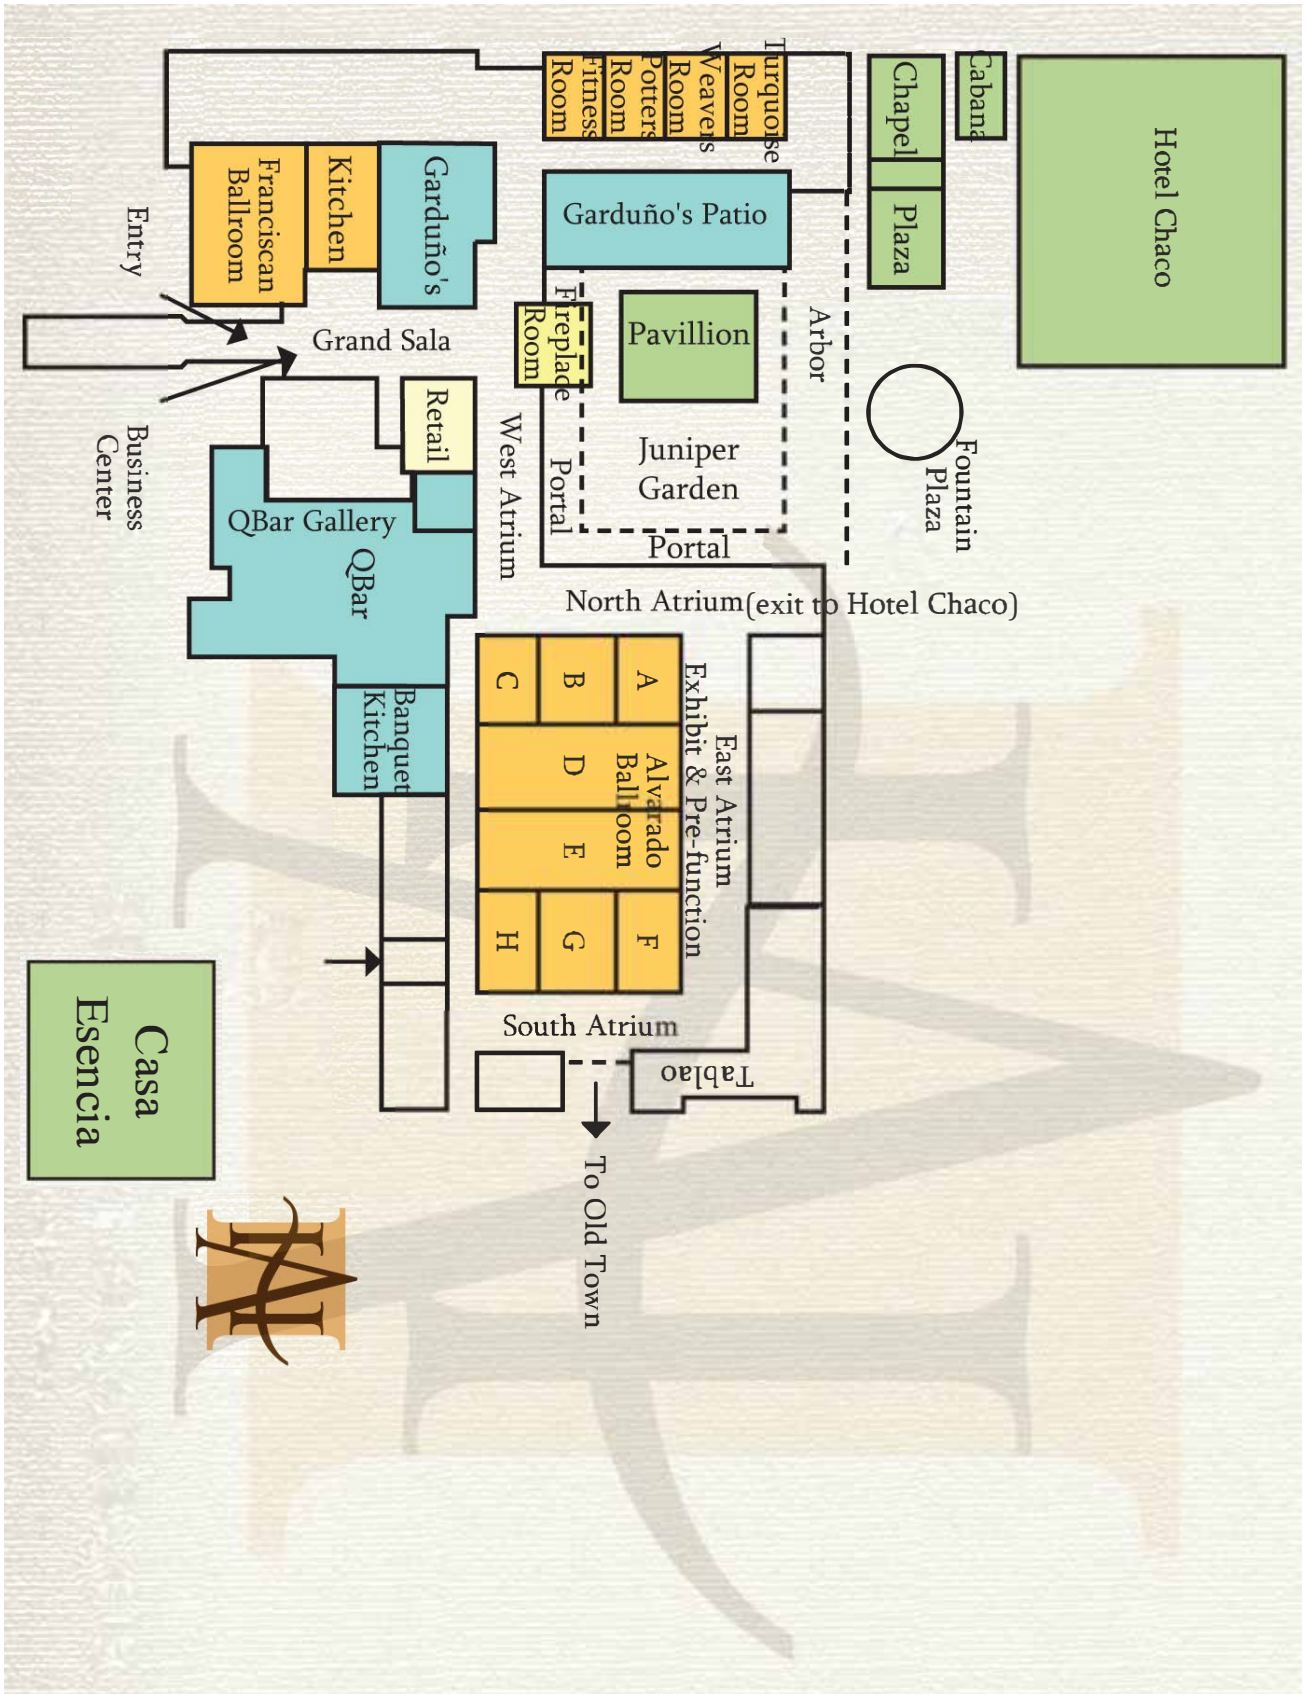 Turquoise
Room
Weavers
Room
Potters
Room
Fitness
Room
Chapel
Plaza
Cabana
Hotel Chaco
Franciscan
Ballroom
Kitchen
Garduño's
Garduño's Patio
Entry
Grand Sala
Fireplace
Room
Pavillion
Arbor
Business
Center
Retail
West Atrium
Portal
Juniper
Garden
Fountain
Plaza
QBar Gallery
QBar
Portal
North Atrium(exit to Hotel Chaco)
A
B
C
East Atrium
Exhibit & Pre-function
Banquet
Kitchen
D
Alvarado
Ballroom
E
F
G
H
South Atrium
Tablao
Casa
Esencia
To Old Town